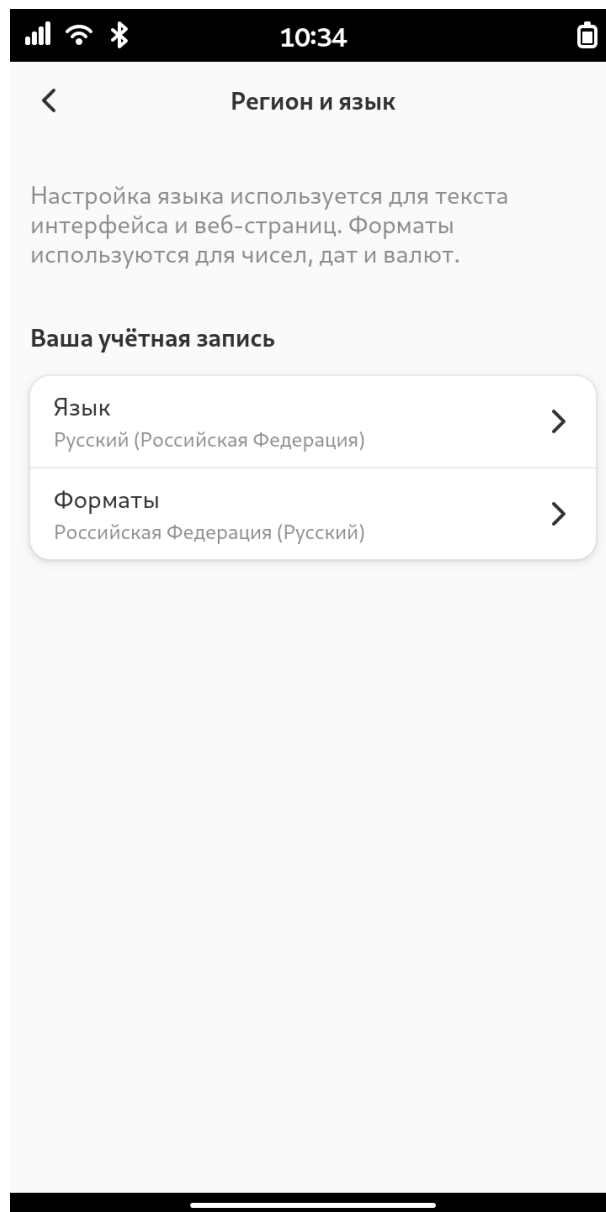 10:34
Регион и язык
Настройка языка используется для текста
интерфейса и веб-страниц. Форматы
используются для чисел, дат и валют.
Ваша учётная запись
Язык
Русский (Российская Федерация)
Форматы
Российская Федерация (Русский)